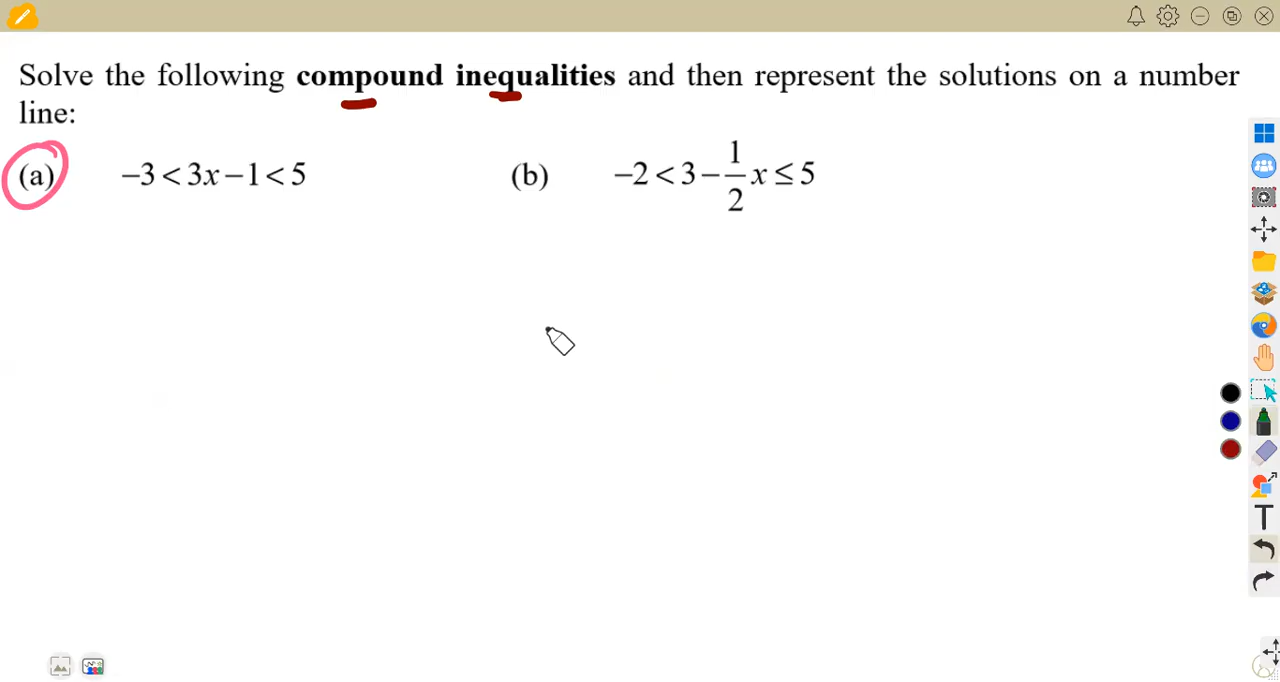 Solve the following compound inequalities and then represent the solutions on a number
line:
(a) −3 < 3x − 1 < 5 (b) −2 < 3 − 1/2 x ≤ 5
T